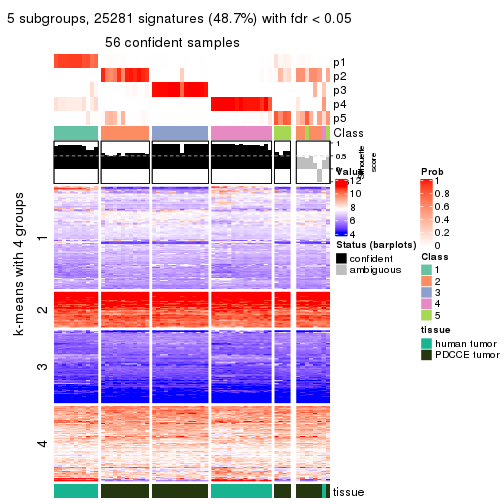 5 subgroups, 25281 signatures (48.7%) with fdr < 0.05
56 confident samples
p1
p2
p3
p4
p5
Class
1
0.5
0
Silhouette
score
k-means with 4 groups
1
2
3
4
tissue
Value
12
10
8
6
4
Status (barplots)
confident
ambiguous
Prob
1
0.8
0.6
0.4
0.2
0
Class
1
2
3
4
5
tissue
human tumor
PDCCE tumor